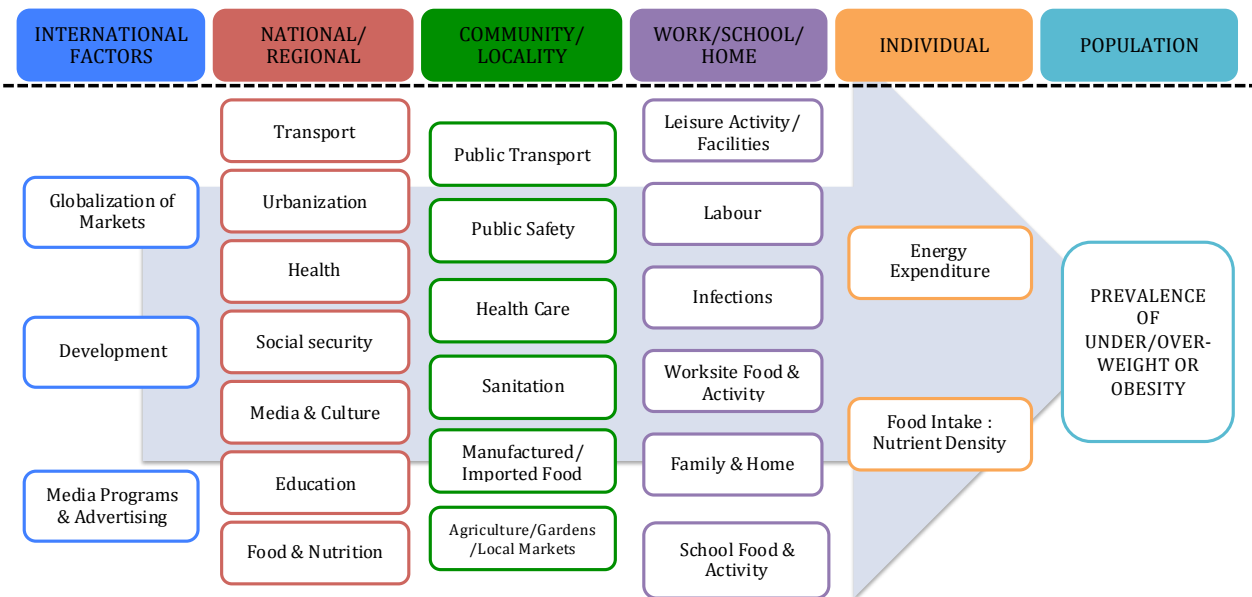 INTERNATIONAL
FACTORS
NATIONAL/
REGIONAL
COMMUNITY/
LOCALITY
WORK/SCHOOL/
HOME
INDIVIDUAL
POPULATION
Globalization of
Markets
Development
Media Programs
& Advertising
Transport
Urbanization
Health
Social security
Media & Culture
Education
Food & Nutrition
Public Transport
Public Safety
Health Care
Sanitation
Manufactured/
Imported Food
Agriculture/Gardens
/Local Markets
Leisure Activity/
Facilities
Labour
Infections
Worksite Food &
Activity
Family & Home
School Food &
Activity
Energy
Expenditure
Food Intake :
Nutrient Density
PREVALENCE
OF
UNDER/OVER-
WEIGHT OR
OBESITY